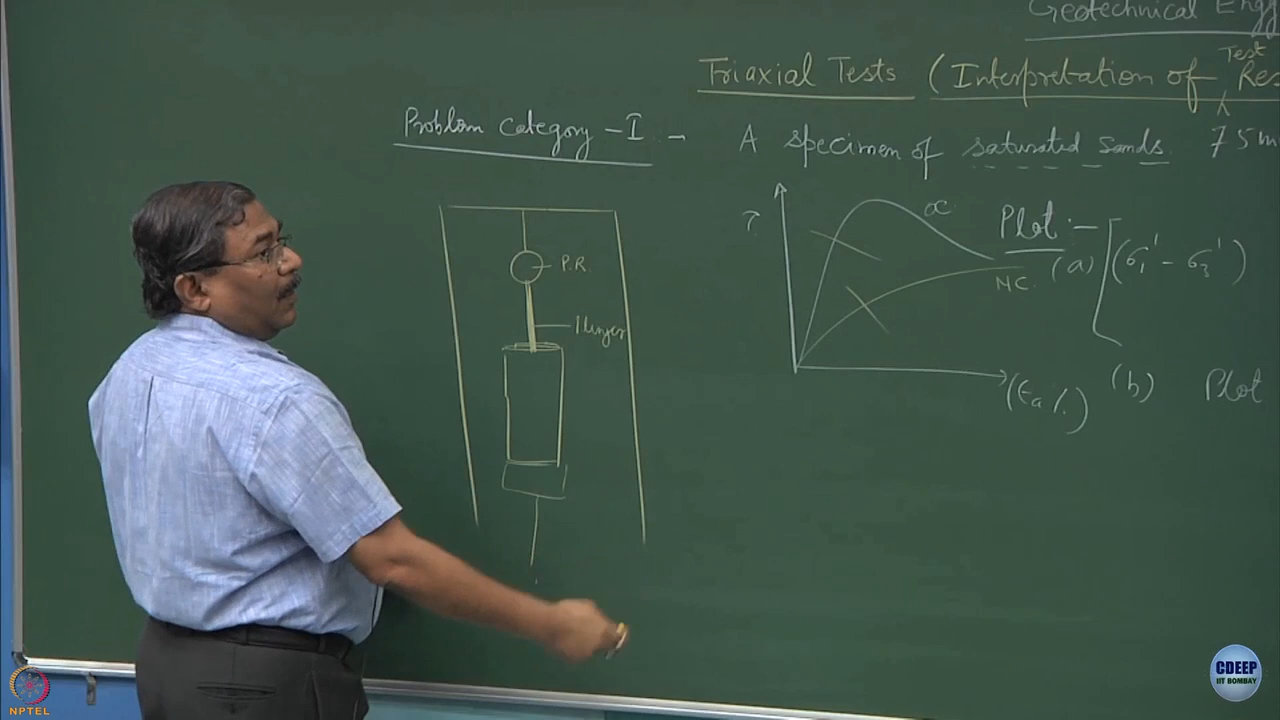 Geotechnical Engg
Triaxial Tests (Interpretation of Test Res
Problem Category - I - A specimen of saturated sands 75m
τ
OC
Plot :-
(a) (σ₁' - σ₃')
P.R.
NC.
Plunger
(εa %)
(b) Plot
NPTEL
CDEEP
IIT BOMBAY